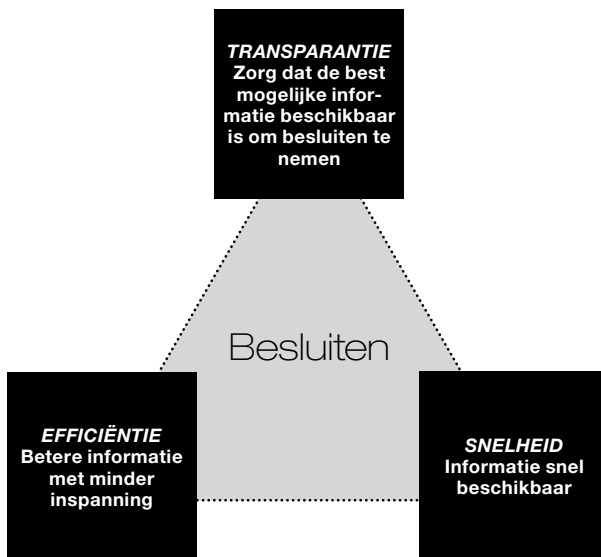 TRANSPARANTIE
Zorg dat de best
mogelijke infor-
matie beschikbaar
is om besluiten te
nemen
Besluiten
EFFICIËNTIE
Betere informatie
met minder
inspanning
SNELHEID
Informatie snel
beschikbaar